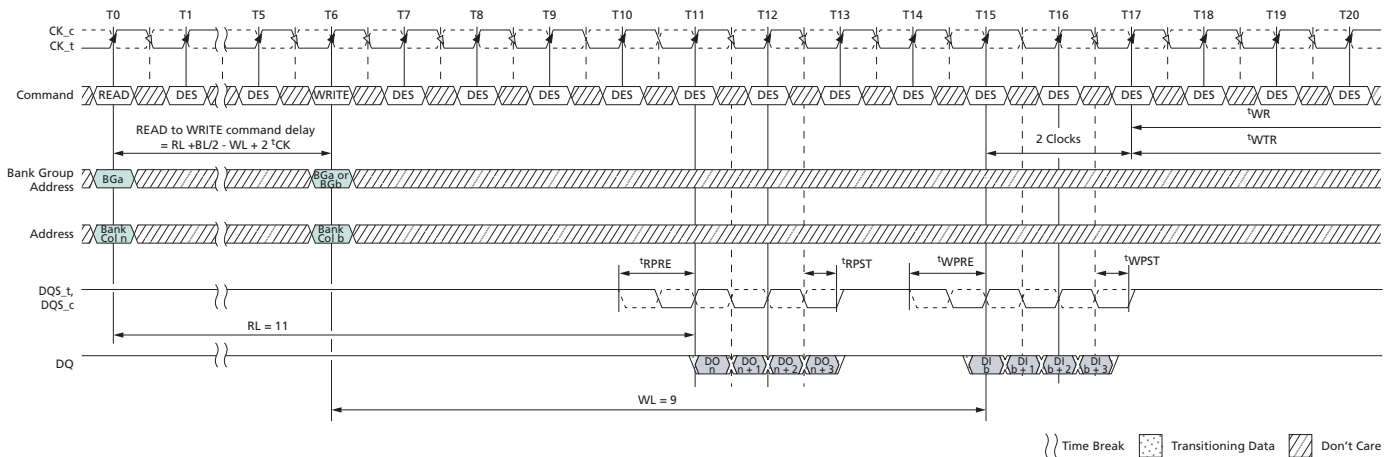 T0 T1 T5 T6 T7 T8 T9 T10 T11 T12 T13 T14 T15 T16 T17 T18 T19 T20
CK_c
CK_t
Command READ DES DES WRITE DES DES DES DES DES DES DES DES DES DES DES DES DES DES
tWR
READ to WRITE command delay
= RL +BL/2 - WL + 2 tCK
2 Clocks
tWTR
Bank Group
Address
BGa
BGa or
BGb
Address
Bank
Col n
Bank
Col b
tRPRE tRPST tWPRE tWPST
DQS_t,
DQS_c
RL = 11
DQ
DO
n
DO
n + 1
DO
n + 2
DO
n + 3
DI
b
DI
b + 1
DI
b + 2
DI
b + 3
WL = 9
Time Break Transitioning Data Don't Care